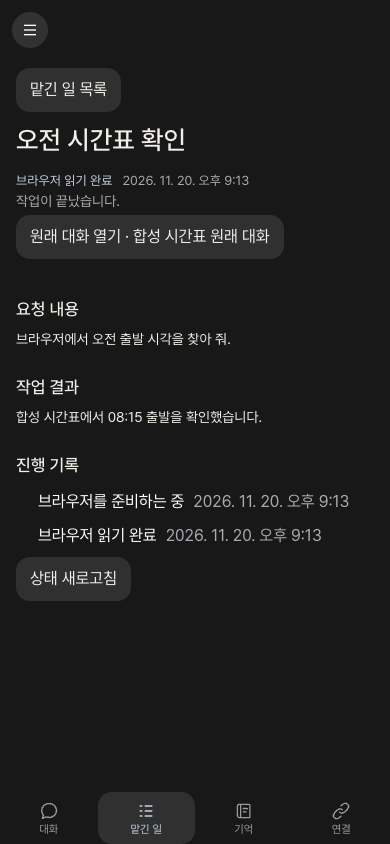 맡긴 일 목록
오전 시간표 확인
브라우저 읽기 완료 2026. 11. 20. 오후 9:13
작업이 끝났습니다.
원래 대화 열기 · 합성 시간표 원래 대화
요청 내용
브라우저에서 오전 출발 시각을 찾아 줘.
작업 결과
합성 시간표에서 08:15 출발을 확인했습니다.
진행 기록
브라우저를 준비하는 중 2026. 11. 20. 오후 9:13
브라우저 읽기 완료 2026. 11. 20. 오후 9:13
상태 새로고침
대화 맡긴 일 기억 연결